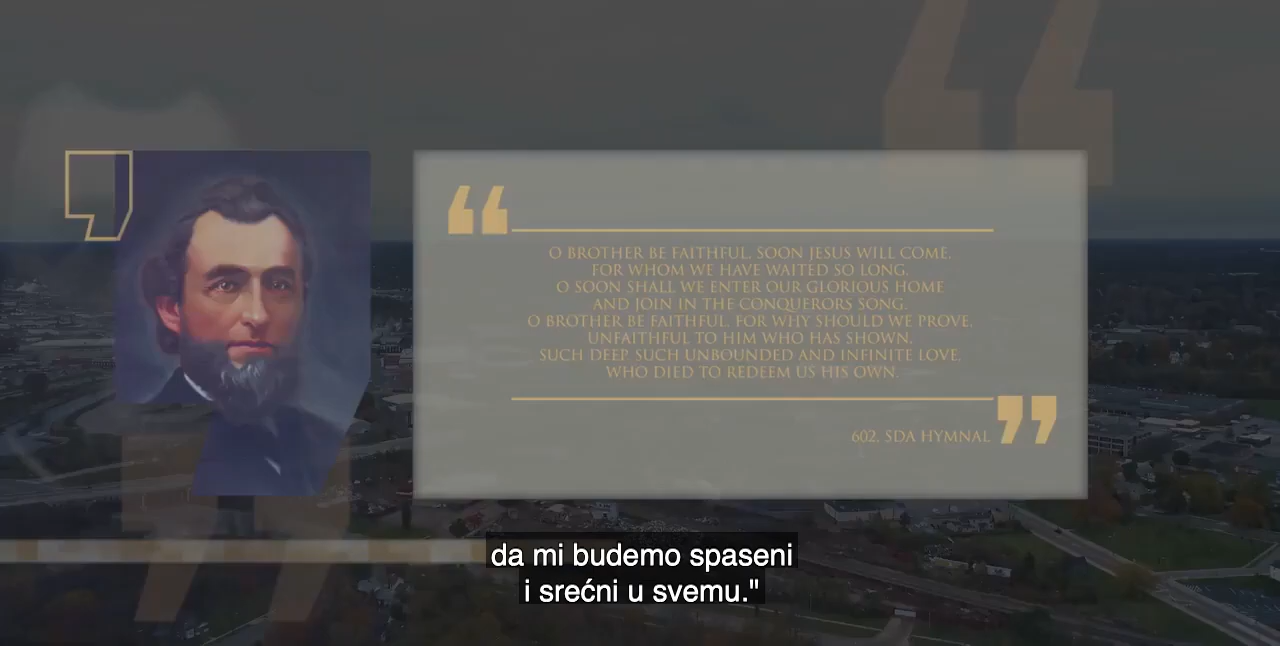 O BROTHER BE FAITHFUL, SOON JESUS WILL COME,
FOR WHOM WE HAVE WAITED SO LONG,
O SOON SHALL WE ENTER OUR GLORIOUS HOME
AND JOIN IN THE CONQUERORS SONG.
O BROTHER BE FAITHFUL, FOR WHY SHOULD WE PROVE,
UNFAITHFUL TO HIM WHO HAS SHOWN,
SUCH DEEP SUCH UNBOUNDED AND INFINITE LOVE,
WHO DIED TO REDEEM US HIS OWN.
602, SDA HYMNAL
da mi budemo spaseni
i srećni u svemu."